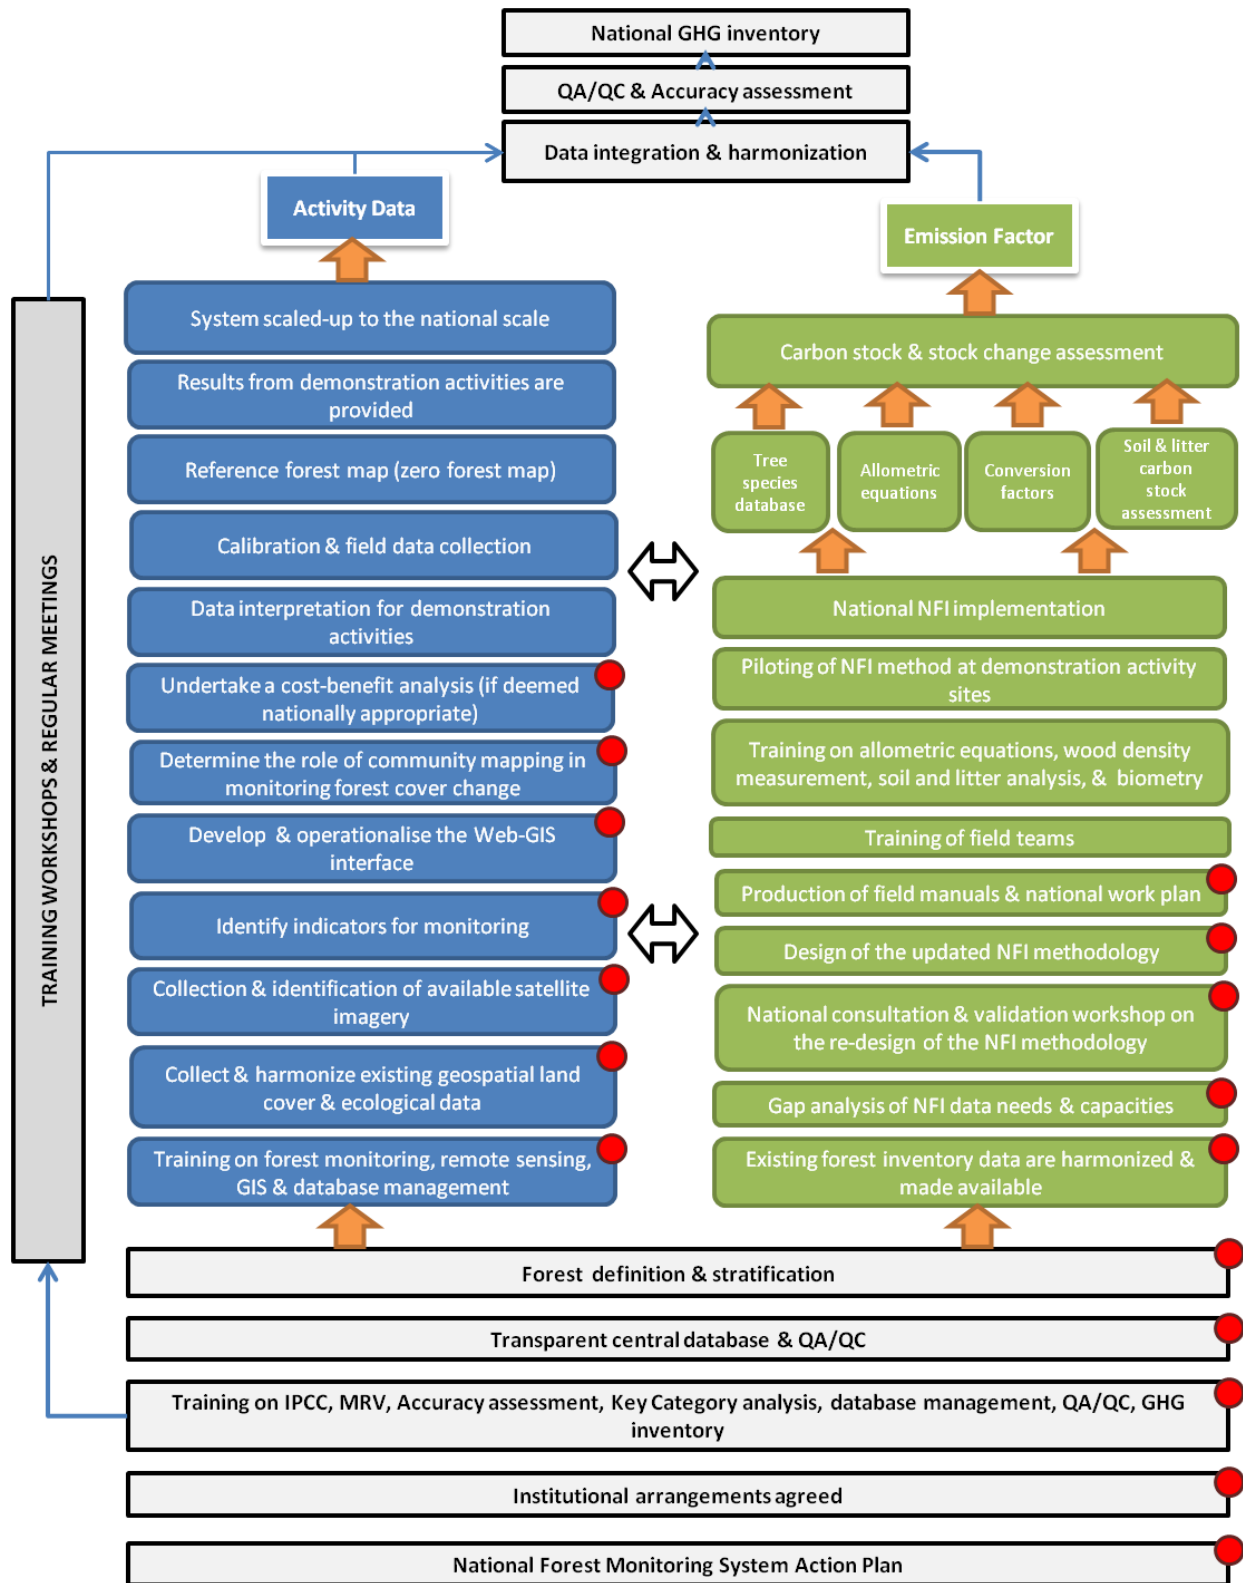 National GHG inventory
QA/QC & Accuracy assessment
Data integration & harmonization
Activity Data
Emission Factor
TRAINING WORKSHOPS & REGULAR MEETINGS
System scaled-up to the national scale
Results from demonstration activities are
provided
Reference forest map (zero forest map)
Calibration & field data collection
Data interpretation for demonstration
activities
Undertake a cost-benefit analysis (if deemed
nationally appropriate)
Determine the role of community mapping in
monitoring forest cover change
Develop & operationalise the Web-GIS
interface
Identify indicators for monitoring
Collection & identification of available satellite
imagery
Collect & harmonize existing geospatial land
cover & ecological data
Training on forest monitoring, remote sensing,
GIS & database management
Carbon stock & stock change assessment
Tree
species
database
Allometric
equations
Conversion
factors
Soil & litter
carbon
stock
assessment
National NFI implementation
Piloting of NFI method at demonstration activity
sites
Training on allometric equations, wood density
measurement, soil and litter analysis, & biometry
Training of field teams
Production of field manuals & national work plan
Design of the updated NFI methodology
National consultation & validation workshop on
the re-design of the NFI methodology
Gap analysis of NFI data needs & capacities
Existing forest inventory data are harmonized &
made available
Forest definition & stratification
Transparent central database & QA/QC
Training on IPCC, MRV, Accuracy assessment, Key Category analysis, database management, QA/QC, GHG
inventory
Institutional arrangements agreed
National Forest Monitoring System Action Plan